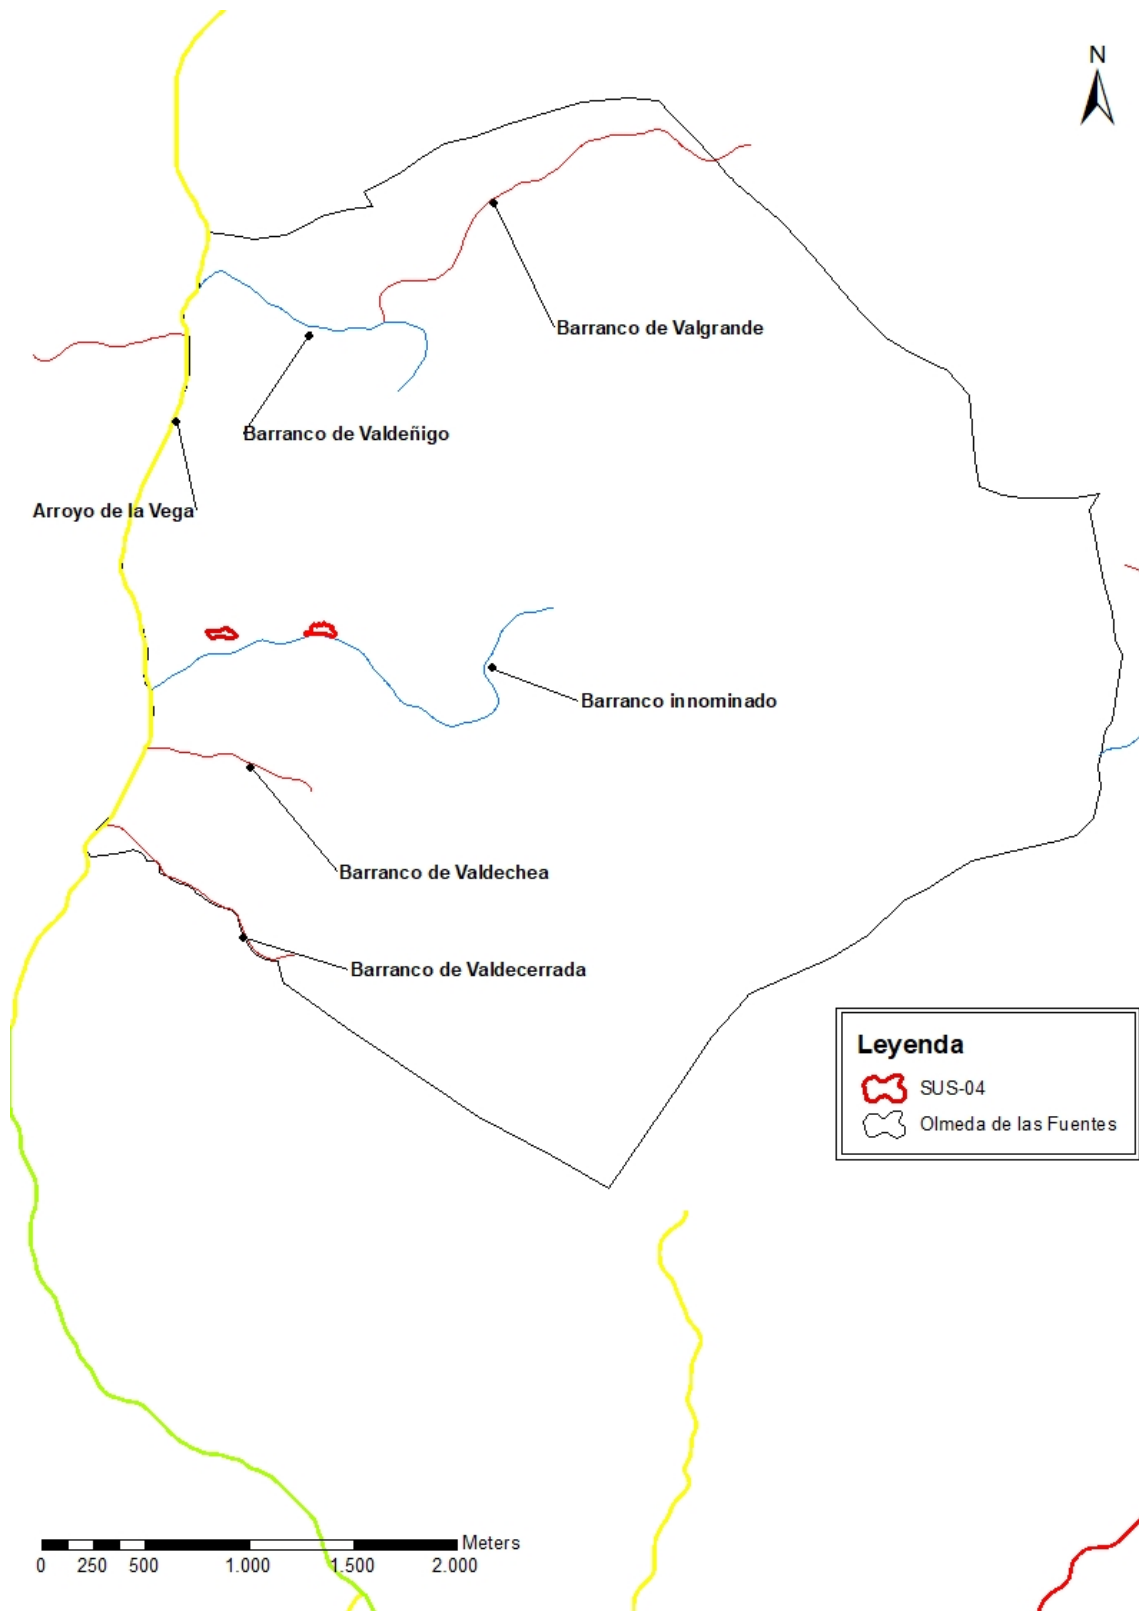 N
Barranco de Valgrande
Barranco de Valdeñigo
Arroyo de la Vega
Barranco innominado
Barranco de Valdechea
Barranco de Valdecerrada
Leyenda
SUS-04
Olmeda de las Fuentes
Meters
0 250 500 1.000 1.500 2.000